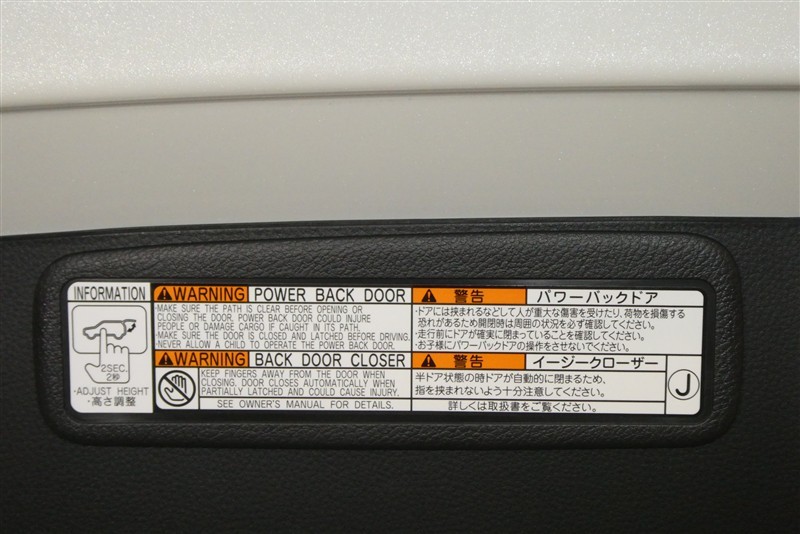 INFORMATION
2SEC.
2秒
·ADJUST HEIGHT
·高さ調整
WARNING POWER BACK DOOR
·MAKE SURE THE PATH IS CLEAR BEFORE OPENING OR
CLOSING THE DOOR. POWER BACK DOOR COULD INJURE
PEOPLE OR DAMAGE CARGO IF CAUGHT IN ITS PATH.
·MAKE SURE THE DOOR IS CLOSED AND LATCHED BEFORE DRIVING.
·NEVER ALLOW A CHILD TO OPERATE THE POWER BACK DOOR.
WARNING BACK DOOR CLOSER
KEEP FINGERS AWAY FROM THE DOOR WHEN
CLOSING. DOOR CLOSES AUTOMATICALLY WHEN
PARTIALLY LATCHED AND COULD CAUSE INJURY.
SEE OWNER'S MANUAL FOR DETAILS.
警告 パワーバックドア
·ドアには挟まれるなどして人が重大な傷害を受けたり、荷物を損傷する
恐れがあるため開閉時は周囲の状況を必ず確認してください。
·走行前にドアが確実に閉まっていることを確認してください。
·お子様にパワーバックドアの操作をさせないでください。
警告 イージークローザー
半ドア状態の時ドアが自動的に閉まるため、
指を挟まれないよう十分注意してください。
詳しくは取扱書をご覧ください。
J